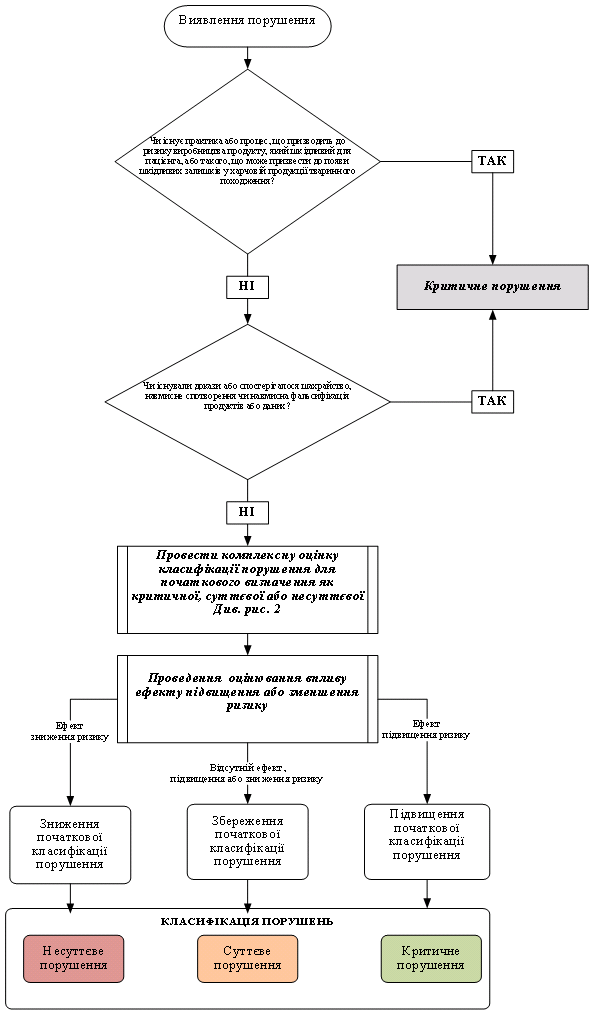 Виявлення порушення
Чи існує практика або процес, що призводить до
ризику виробництва продукту, який шкідливий для
пацієнта, або такого, що може призвести до появи
шкідливих залишків у харчовій продукції тваринного
походження?
ТАК
НІ
Критичне порушення
Чи існували докази або спостерігалося шахрайство,
навмисне спотворення чи навмисна фальсифікація
продуктів або даних?
ТАК
НІ
Провести комплексну оцінку
класифікації порушення для
початкового визначення як
критичної, суттєвої або несуттєвої
Див. рис. 2
Проведення оцінювання впливу
ефекту підвищення або зменшення
ризику
Ефект
зниження ризику
Відсутній ефект,
підвищення або зниження ризику
Ефект
підвищення ризику
Зниження
початкової
класифікації
порушення
Збереження
початкової
класифікації
порушення
Підвищення
початкової
класифікації
порушення
КЛАСИФІКАЦІЯ ПОРУШЕНЬ
Несуттєве
порушення
Суттєве
порушення
Критичне
порушення